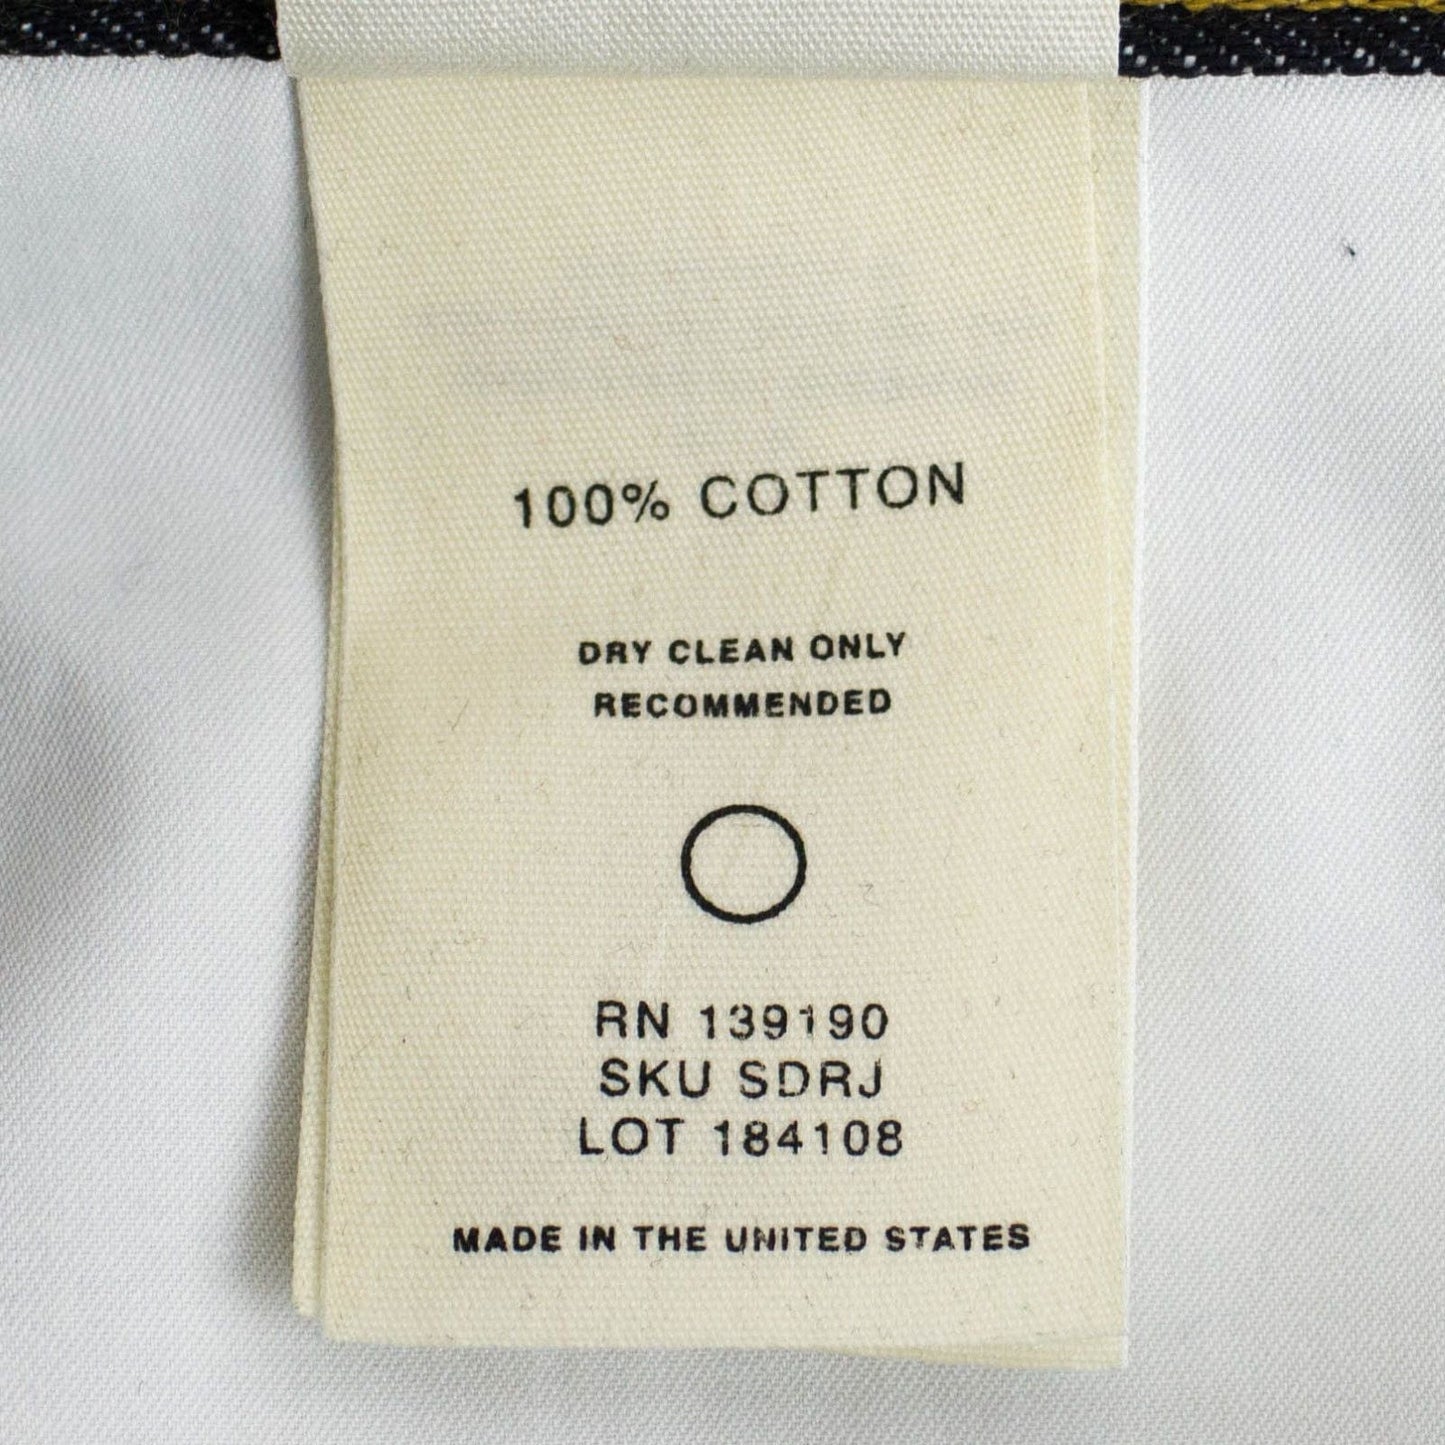 100% COTTON
DRY CLEAN ONLY
RECOMMENDED
RN 139190
SKU SDRJ
LOT 184108
MADE IN THE UNITED STATES